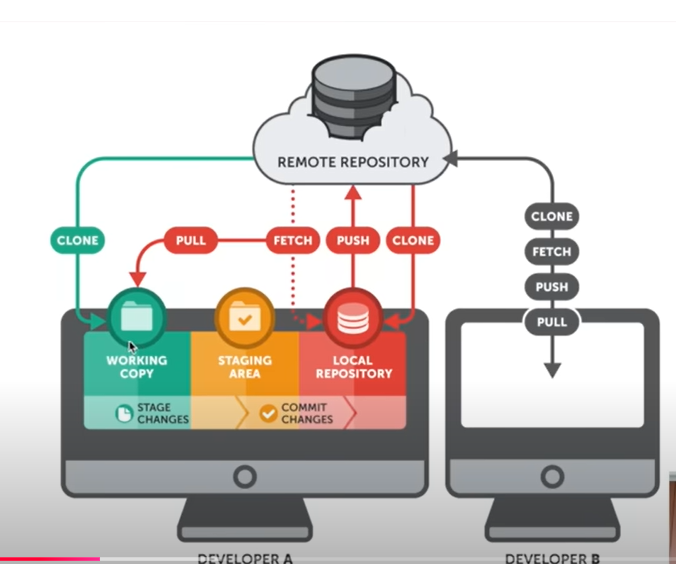 REMOTE REPOSITORY
CLONE
PULL
FETCH
PUSH
CLONE
WORKING
COPY
STAGING
AREA
LOCAL
REPOSITORY
STAGE
CHANGES
COMMIT
CHANGES
DEVELOPER A
CLONE
FETCH
PUSH
PULL
DEVELOPER B